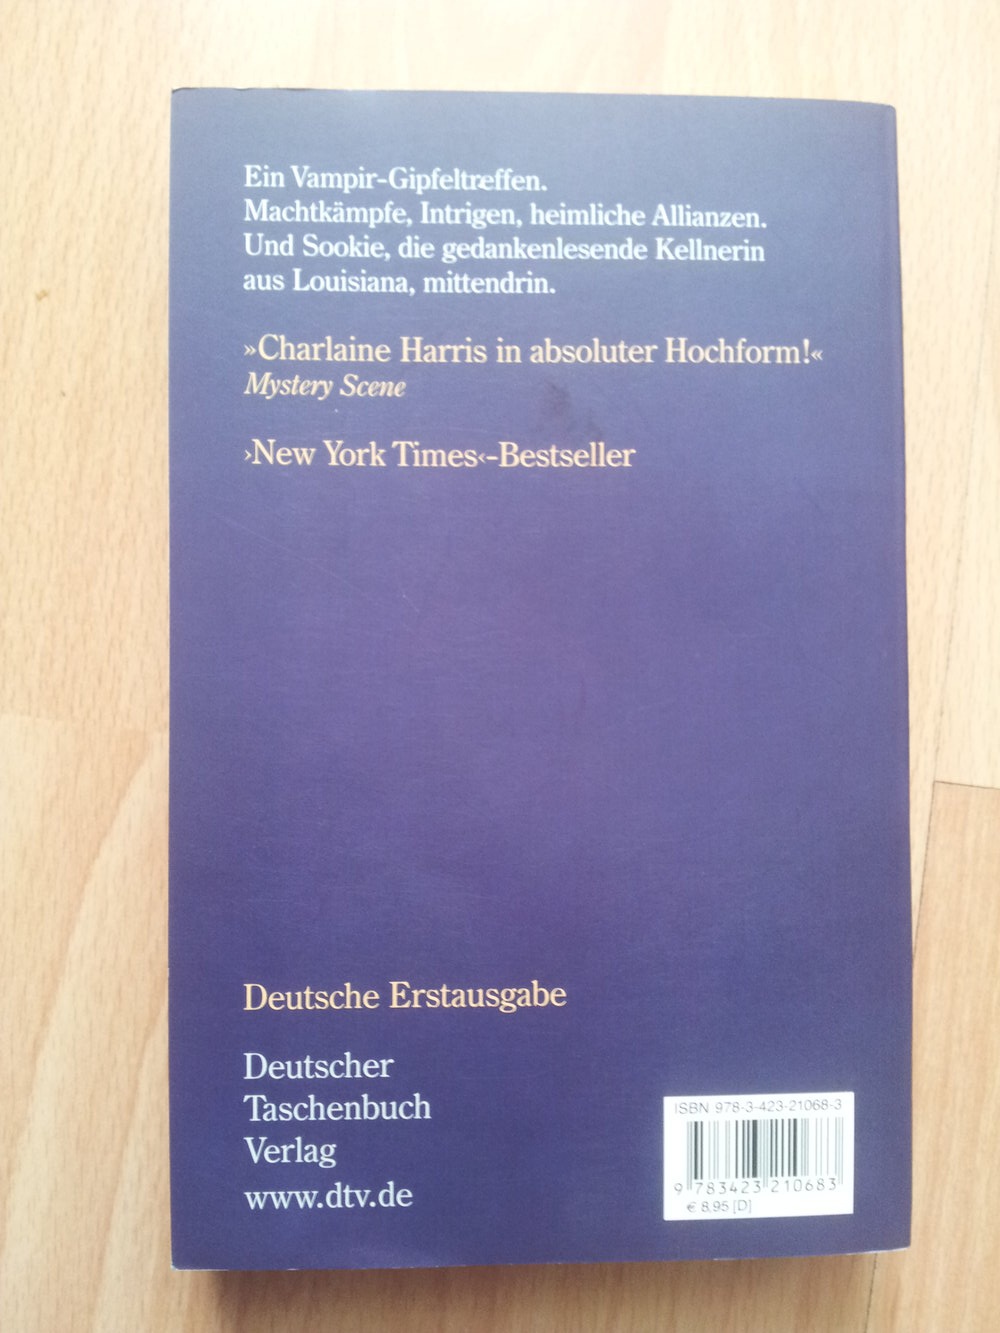 Ein Vampir-Gipfeltreffen.
Machtkämpfe, Intrigen, heimliche Allianzen.
Und Sookie, die gedankenlesende Kellnerin
aus Louisiana, mittendrin.
»Charlaine Harris in absoluter Hochform!«
Mystery Scene
›New York Times‹-Bestseller
Deutsche Erstausgabe
Deutscher
Taschenbuch
Verlag
www.dtv.de
ISBN 978-3-423-21068-3
9 783423 210683
€ 8,95 [D]